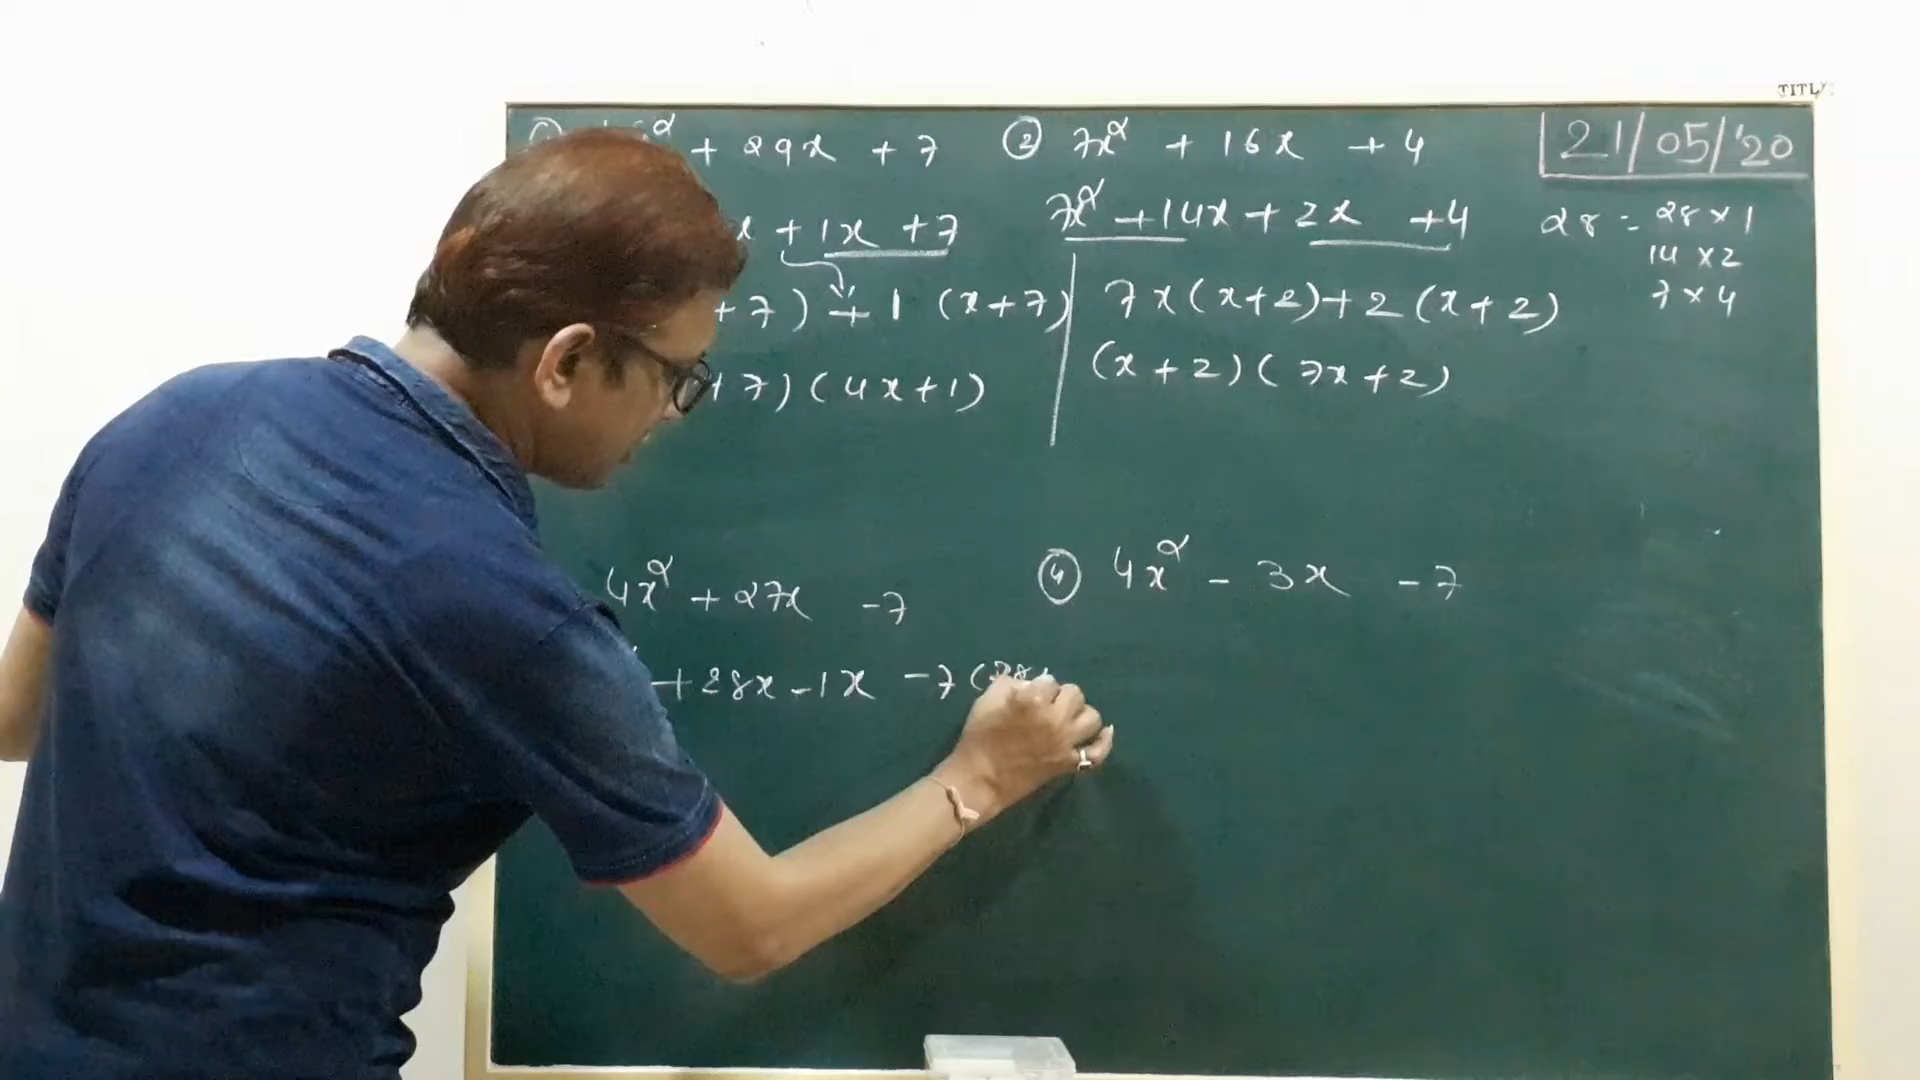 + 29x + 7
② 7x² + 16x + 4
21/05/'20
+ 1x + 7
7x² + 14x + 2x + 4
28 = 28 × 1
14 × 2
7 × 4
+ 7) + 1 (x + 7)
7x (x + 2) + 2 (x + 2)
+ 7) (4x + 1)
(x + 2) (7x + 2)
4x² + 27x - 7
④ 4x² - 3x - 7
+ 28x - 1x - 7 (28